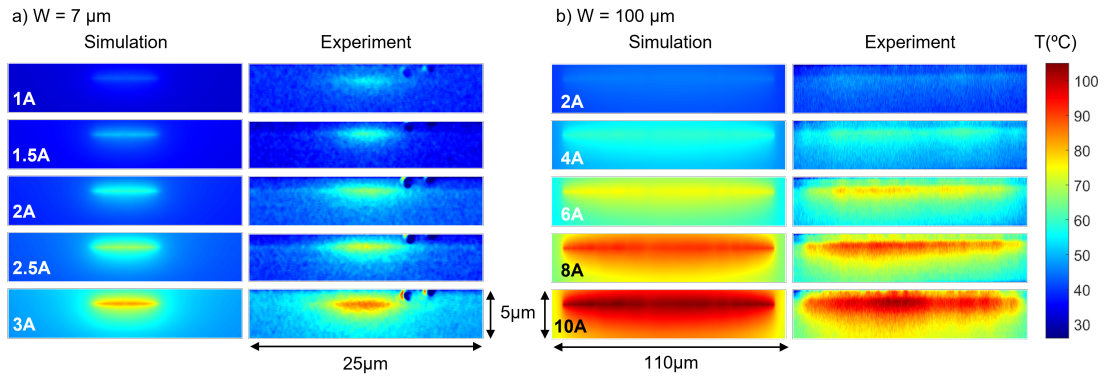 a) W = 7 μm
Simulation
Experiment
1A
1.5A
2A
2.5A
3A
5μm
25μm
b) W = 100 μm
Simulation
Experiment
T(ºC)
2A
4A
6A
8A
10A
110μm
100
90
80
70
60
50
40
30